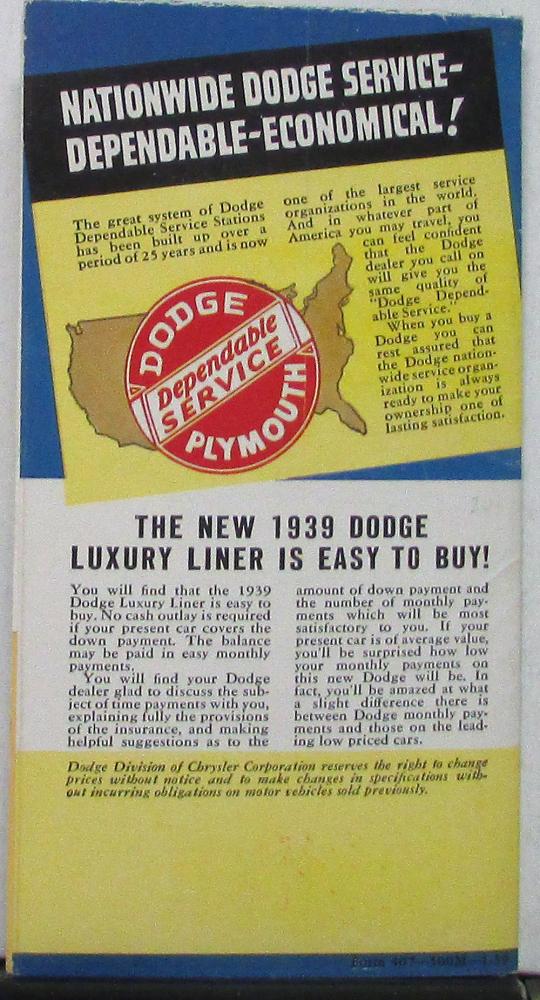 NATIONWIDE DODGE SERVICE-
DEPENDABLE-ECONOMICAL!
The great system of Dodge
Dependable Service Stations
has been built up over a
period of 25 years and is now
one of the largest service
organizations in the world.
And in whatever part of
America you may travel, you
can feel confident
that the Dodge
dealer you call on
will give you the
same quality of
"Dodge Depend-
able Service."
When you buy a
Dodge you can
rest assured that
the Dodge nation-
wide service organ-
ization is always
ready to make your
ownership one of
lasting satisfaction.
DODGE
Dependable
SERVICE
PLYMOUTH
THE NEW 1939 DODGE
LUXURY LINER IS EASY TO BUY!
You will find that the 1939
Dodge Luxury Liner is easy to
buy. No cash outlay is required
if your present car covers the
down payment. The balance
may be paid in easy monthly
payments.
You will find your Dodge
dealer glad to discuss the sub-
ject of time payments with you,
explaining fully the provisions
of the insurance, and making
helpful suggestions as to the
amount of down payment and
the number of monthly pay-
ments which will be most
satisfactory to you. If your
present car is of average value,
you'll be surprised how low
your monthly payments on
this new Dodge will be. In
fact, you'll be amazed at what
a slight difference there is
between Dodge monthly pay-
ments and those on the lead-
ing low priced cars.
Dodge Division of Chrysler Corporation reserves the right to change
prices without notice and to make changes in specifications with-
out incurring obligations on motor vehicles sold previously.
Form 407